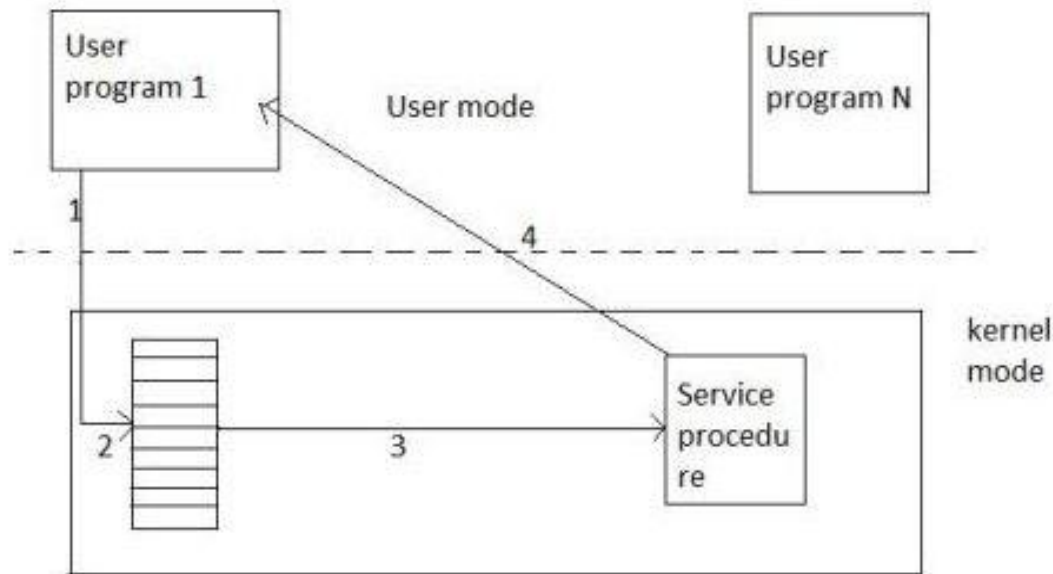 User
program 1
User mode
User
program N
1
4
kernel
mode
2
3
Service
procedu
re